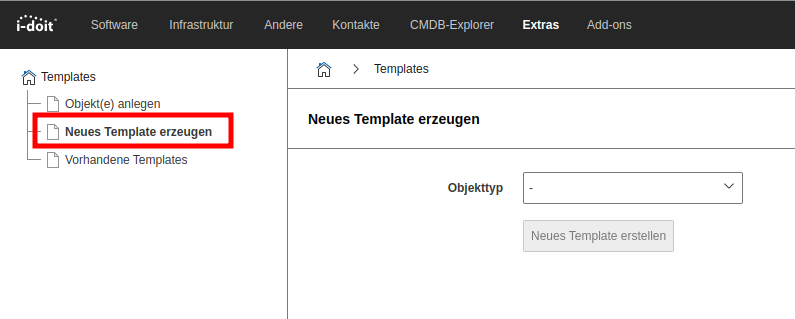 i-doit Software Infrastruktur Andere Kontakte CMDB-Explorer Extras Add-ons
Templates
Objekt(e) anlegen
Neues Template erzeugen
Vorhandene Templates
Templates
Neues Template erzeugen
Objekttyp -
Neues Template erstellen